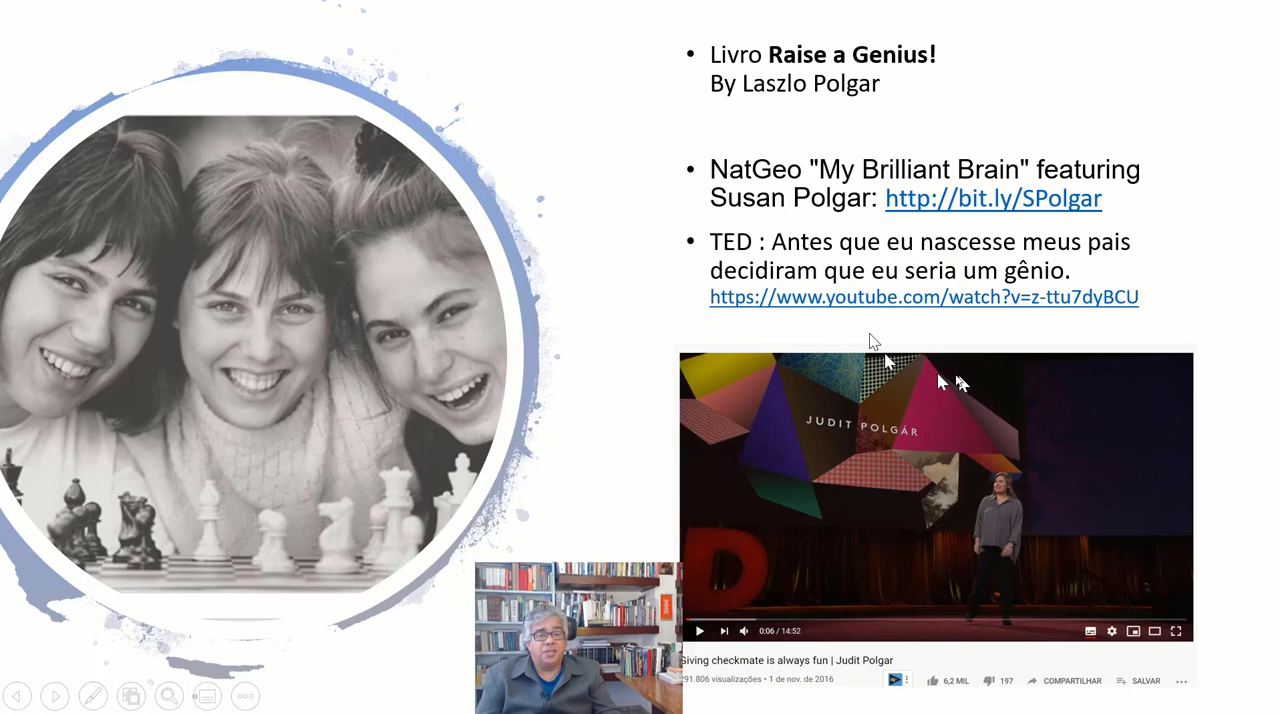 Livro Raise a Genius!
By Laszlo Polgar
NatGeo "My Brilliant Brain" featuring
Susan Polgar: http://bit.ly/SPolgar
TED : Antes que eu nascesse meus pais
decidiram que eu seria um gênio.
https://www.youtube.com/watch?v=z-ttu7dyBCU
JUDIT POLGÁR
D
0:06 / 14:52
Giving checkmate is always fun | Judit Polgar
291.806 visualizações • 1 de nov. de 2016
6,2 MIL
197
COMPARTILHAR
SALVAR